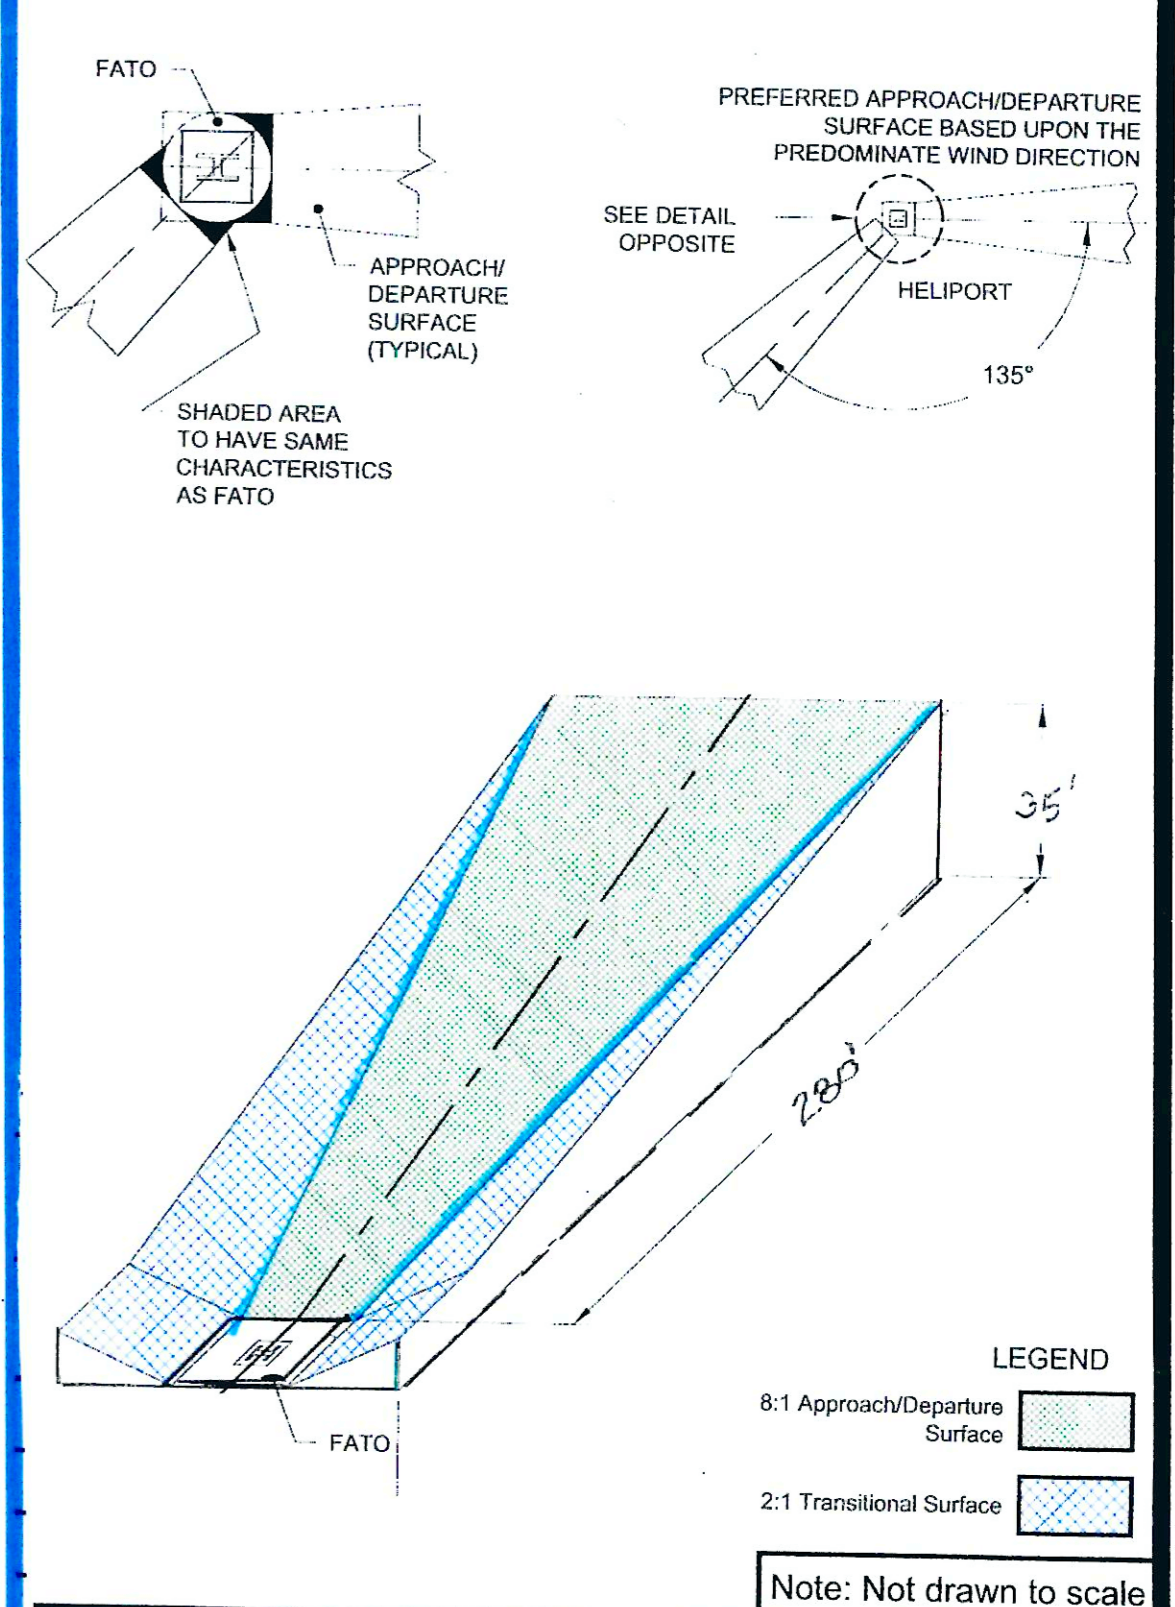 FATO
APPROACH/
DEPARTURE
SURFACE
(TYPICAL)
SHADED AREA
TO HAVE SAME
CHARACTERISTICS
AS FATO
PREFERRED APPROACH/DEPARTURE
SURFACE BASED UPON THE
PREDOMINATE WIND DIRECTION
SEE DETAIL
OPPOSITE
HELIPORT
135°
H
35'
280'
H
FATO
LEGEND
8:1 Approach/Departure
Surface
2:1 Transitional Surface
Note: Not drawn to scale